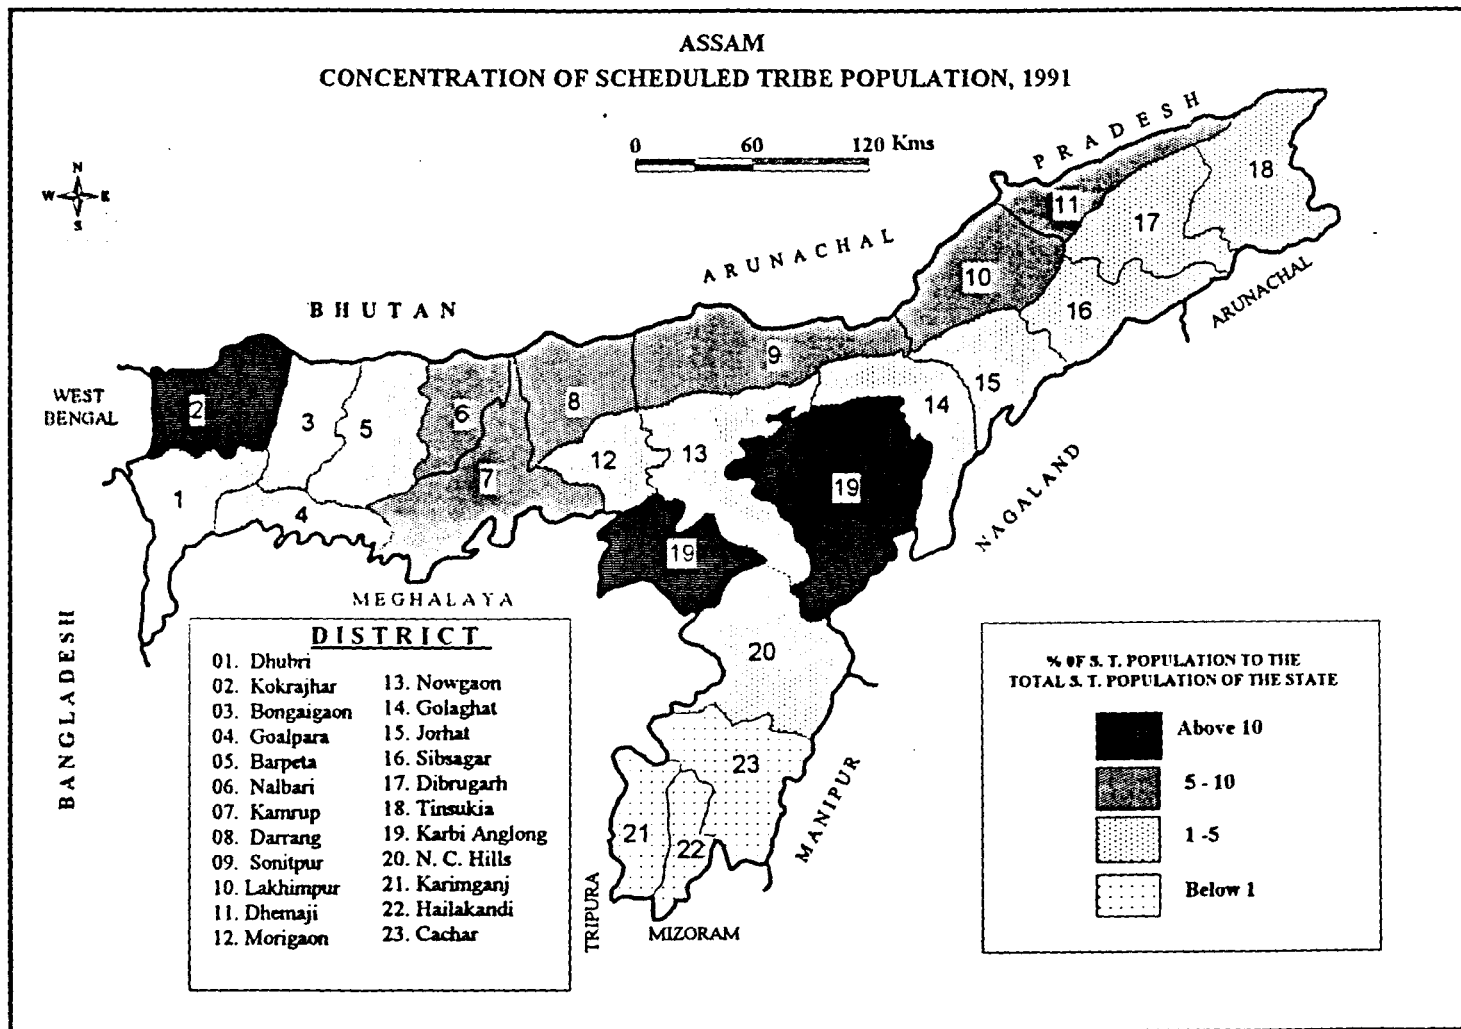 ASSAM
CONCENTRATION OF SCHEDULED TRIBE POPULATION, 1991
0 60 120 Kms
N
W E
S
PRADESH
ARUNACHAL
BHUTAN
ARUNACHAL
WEST
BENGAL
NAGALAND
MEGHALAYA
BANGLADESH
MANIPUR
TRIPURA
MIZORAM
18
11
17
10
16
9
2
15
8
14
3
5
6
13
12
7
19
1
4
19
20
23
21
22
DISTRICT
01. Dhubri
02. Kokrajhar
03. Bongaigaon
04. Goalpara
05. Barpeta
06. Nalbari
07. Kamrup
08. Darrang
09. Sonitpur
10. Lakhimpur
11. Dhemaji
12. Morigaon
13. Nowgaon
14. Golaghat
15. Jorhat
16. Sibsagar
17. Dibrugarh
18. Tinsukia
19. Karbi Anglong
20. N. C. Hills
21. Karimganj
22. Hailakandi
23. Cachar
% OF S. T. POPULATION TO THE
TOTAL S. T. POPULATION OF THE STATE
Above 10
5 - 10
1 -5
Below 1